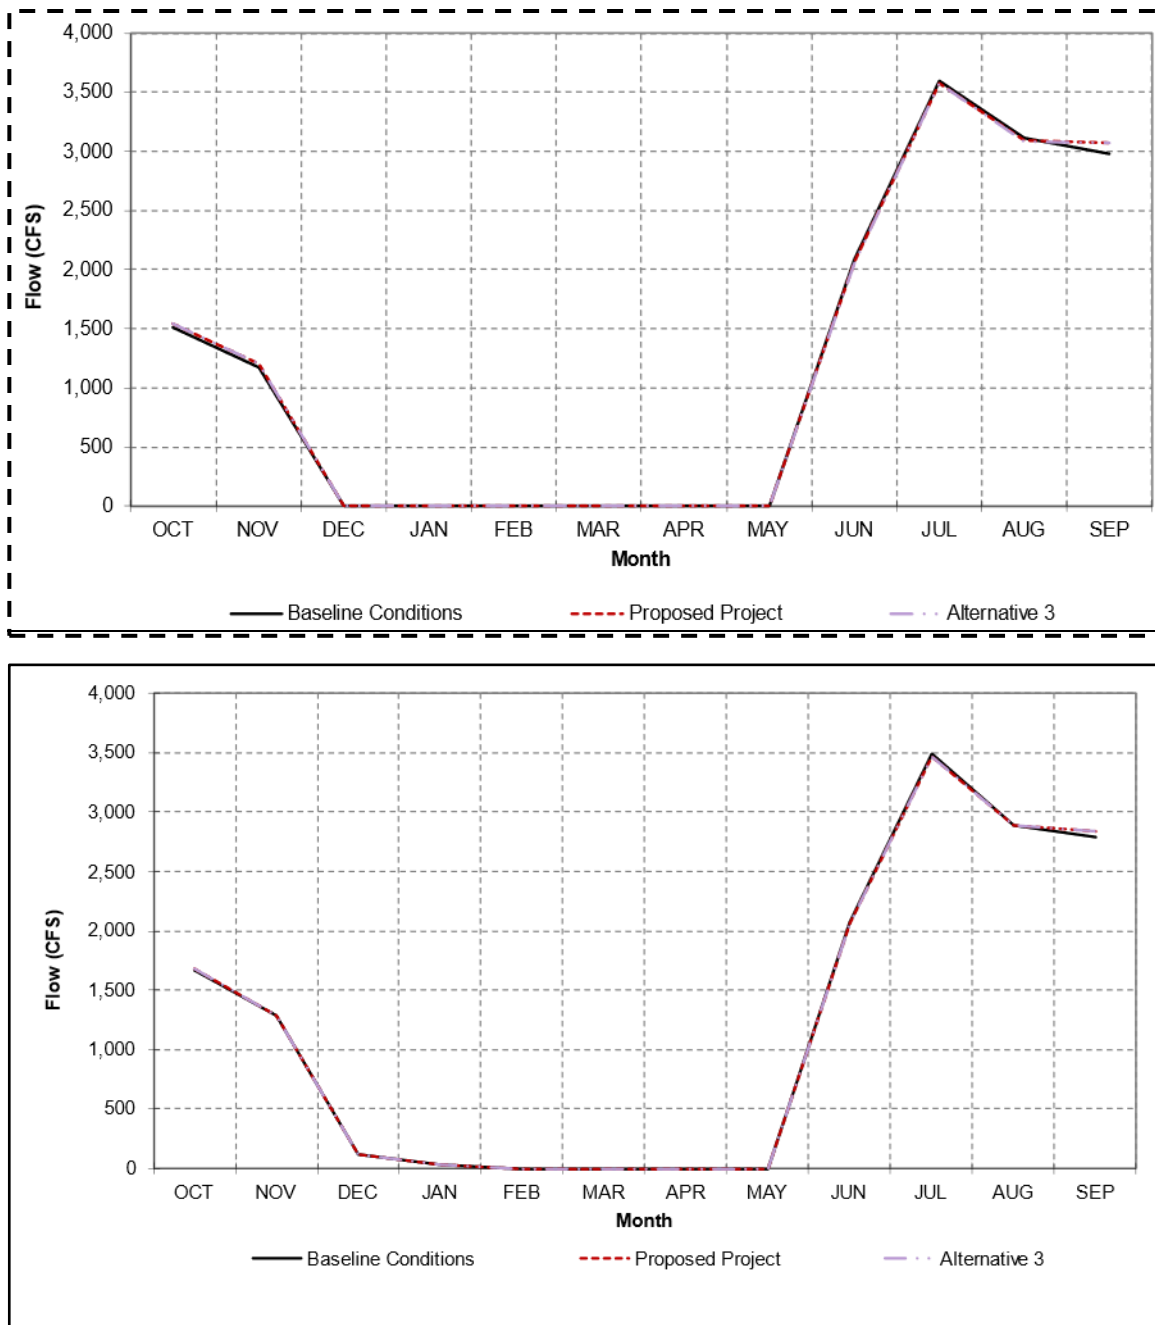 4,000
3,500
3,000
2,500
2,000
1,500
1,000
500
0
Flow (CFS)
OCT NOV DEC JAN FEB MAR APR MAY JUN JUL AUG SEP
Month
Baseline Conditions Proposed Project Alternative 3
4,000
3,500
3,000
2,500
2,000
1,500
1,000
500
0
Flow (CFS)
OCT NOV DEC JAN FEB MAR APR MAY JUN JUL AUG SEP
Month
Baseline Conditions Proposed Project Alternative 3